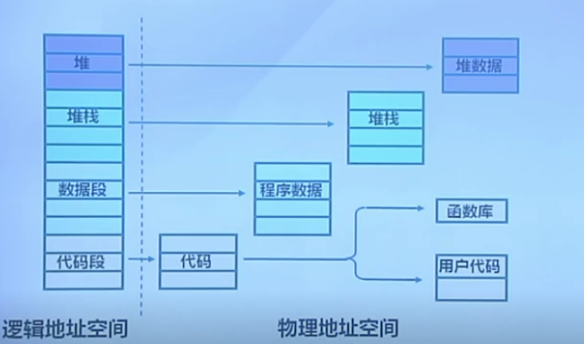 堆
堆数据
堆栈
堆栈
数据段
程序数据
函数库
代码段
代码
用户代码
逻辑地址空间
物理地址空间